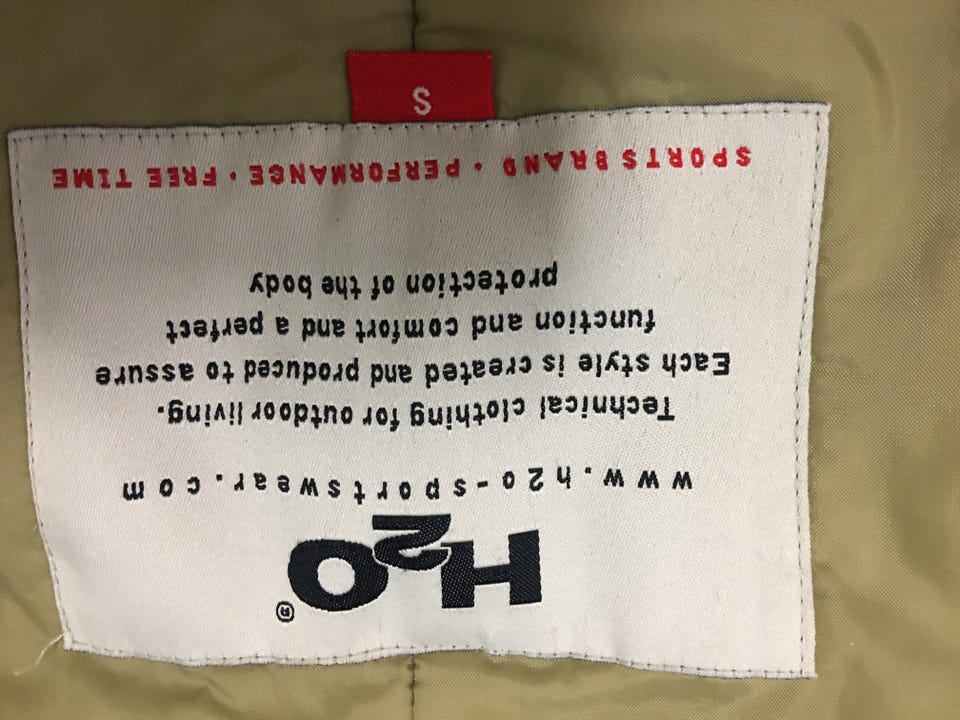 H2O®
www.h2o-sportswear.com
Technical clothing for outdoor living.
Each style is created and produced to assure
function and comfort and a perfect
protection of the body
SPORTS BRAND · PERFORMANCE · FREE TIME
S